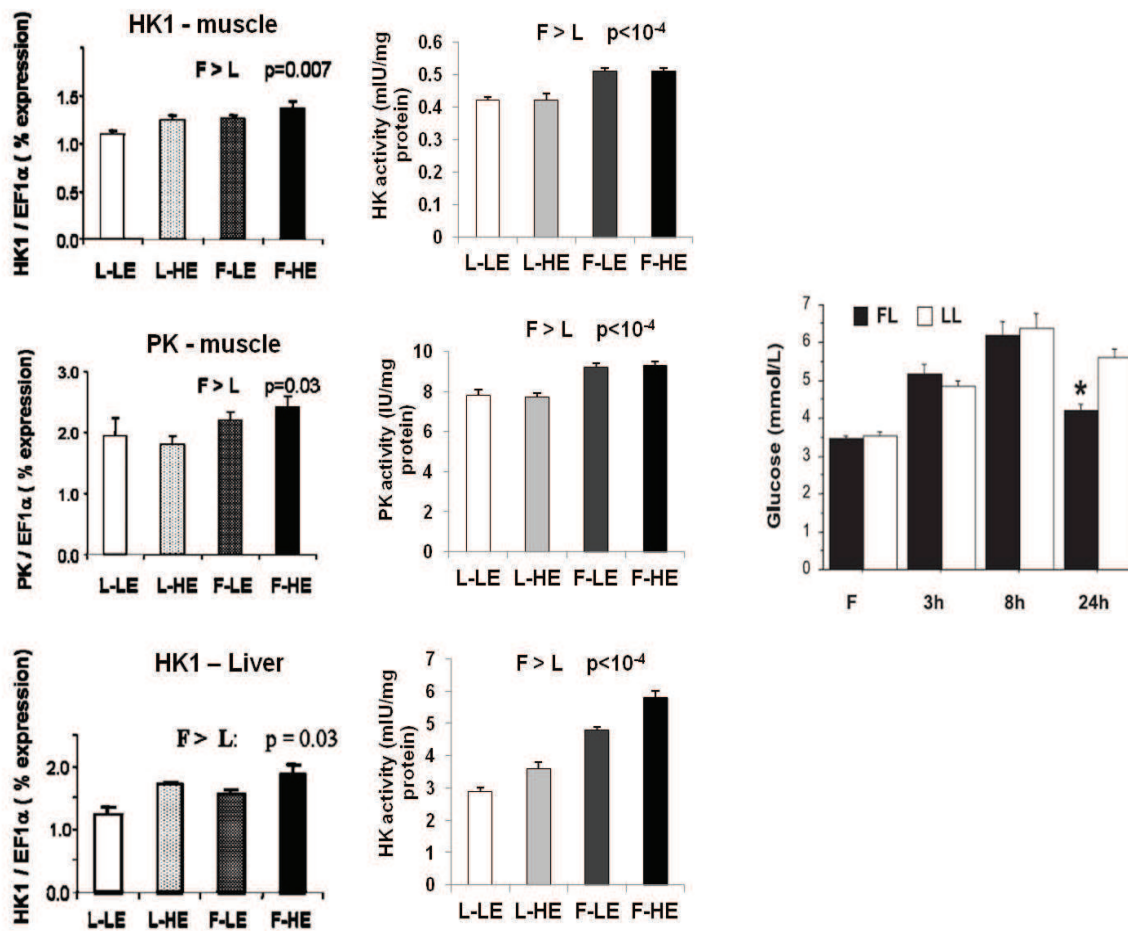 HK1 - muscle
F > L p=0.007
HK1 / EF1α ( % expression)
1.5
1.0
0.5
0.0
L-LE L-HE F-LE F-HE
F > L p<10-4
HK activity (mIU/mg
protein)
0.6
0.5
0.4
0.3
0.2
0.1
0
L-LE L-HE F-LE F-HE
PK - muscle
F > L p=0.03
PK / EF1α ( % expression)
3.0
2.0
1.0
0.0
L-LE L-HE F-LE F-HE
F > L p<10-4
PK activity (IU/mg
protein)
10
8
6
4
2
0
L-LE L-HE F-LE F-HE
FL LL
Glucose (mmol/L)
7
6
5
4
3
2
1
0
*
F 3h 8h 24h
HK1 – Liver
F > L: p = 0.03
HK1 / EF1α ( % expression)
2.0
1.0
0.0
L-LE L-HE F-LE F-HE
F > L p<10-4
HK activity (mIU/mg
protein)
7
6
5
4
3
2
1
0
L-LE L-HE F-LE F-HE